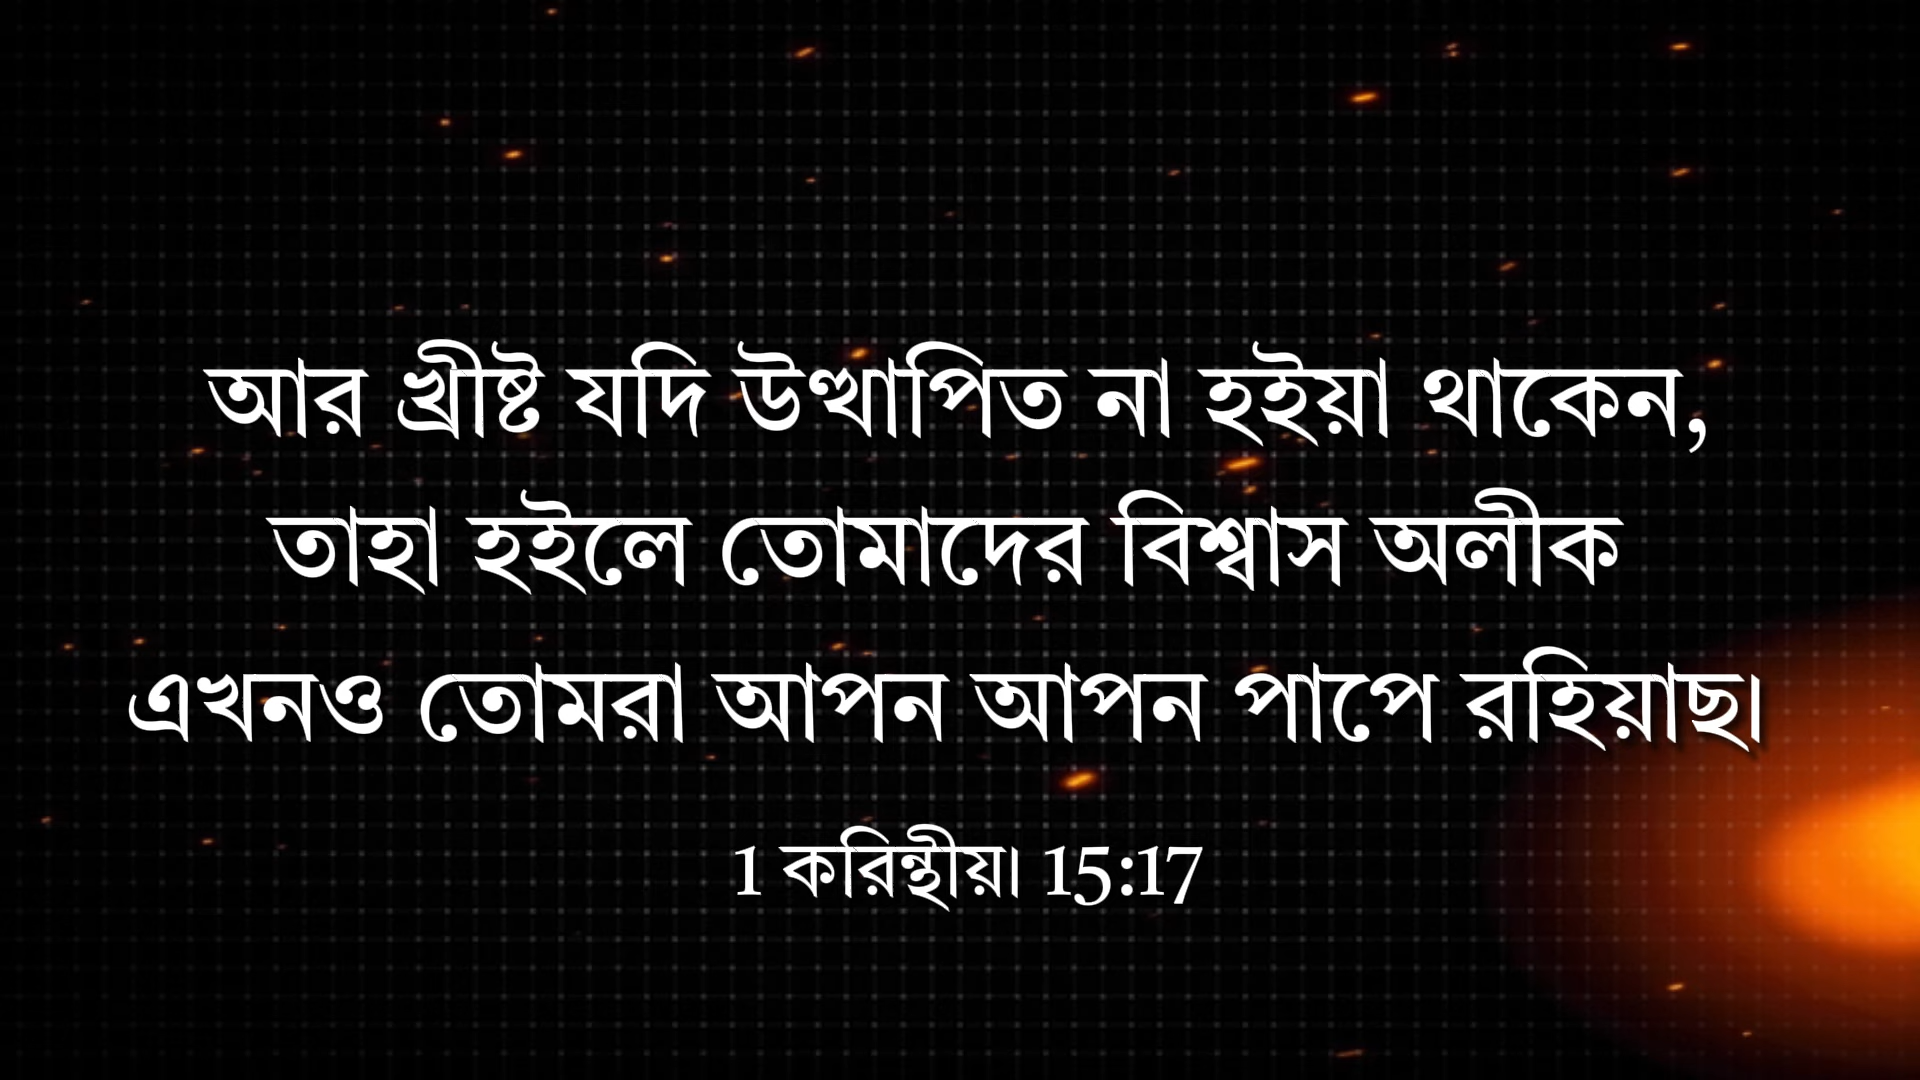 আর খ্রীষ্ট যদি উত্থাপিত না হইয়া থাকেন,
তাহা হইলে তোমাদের বিশ্বাস অলীক
এখনও তোমরা আপন আপন পাপে রহিয়াছ।
1 করিন্থীয়। 15:17